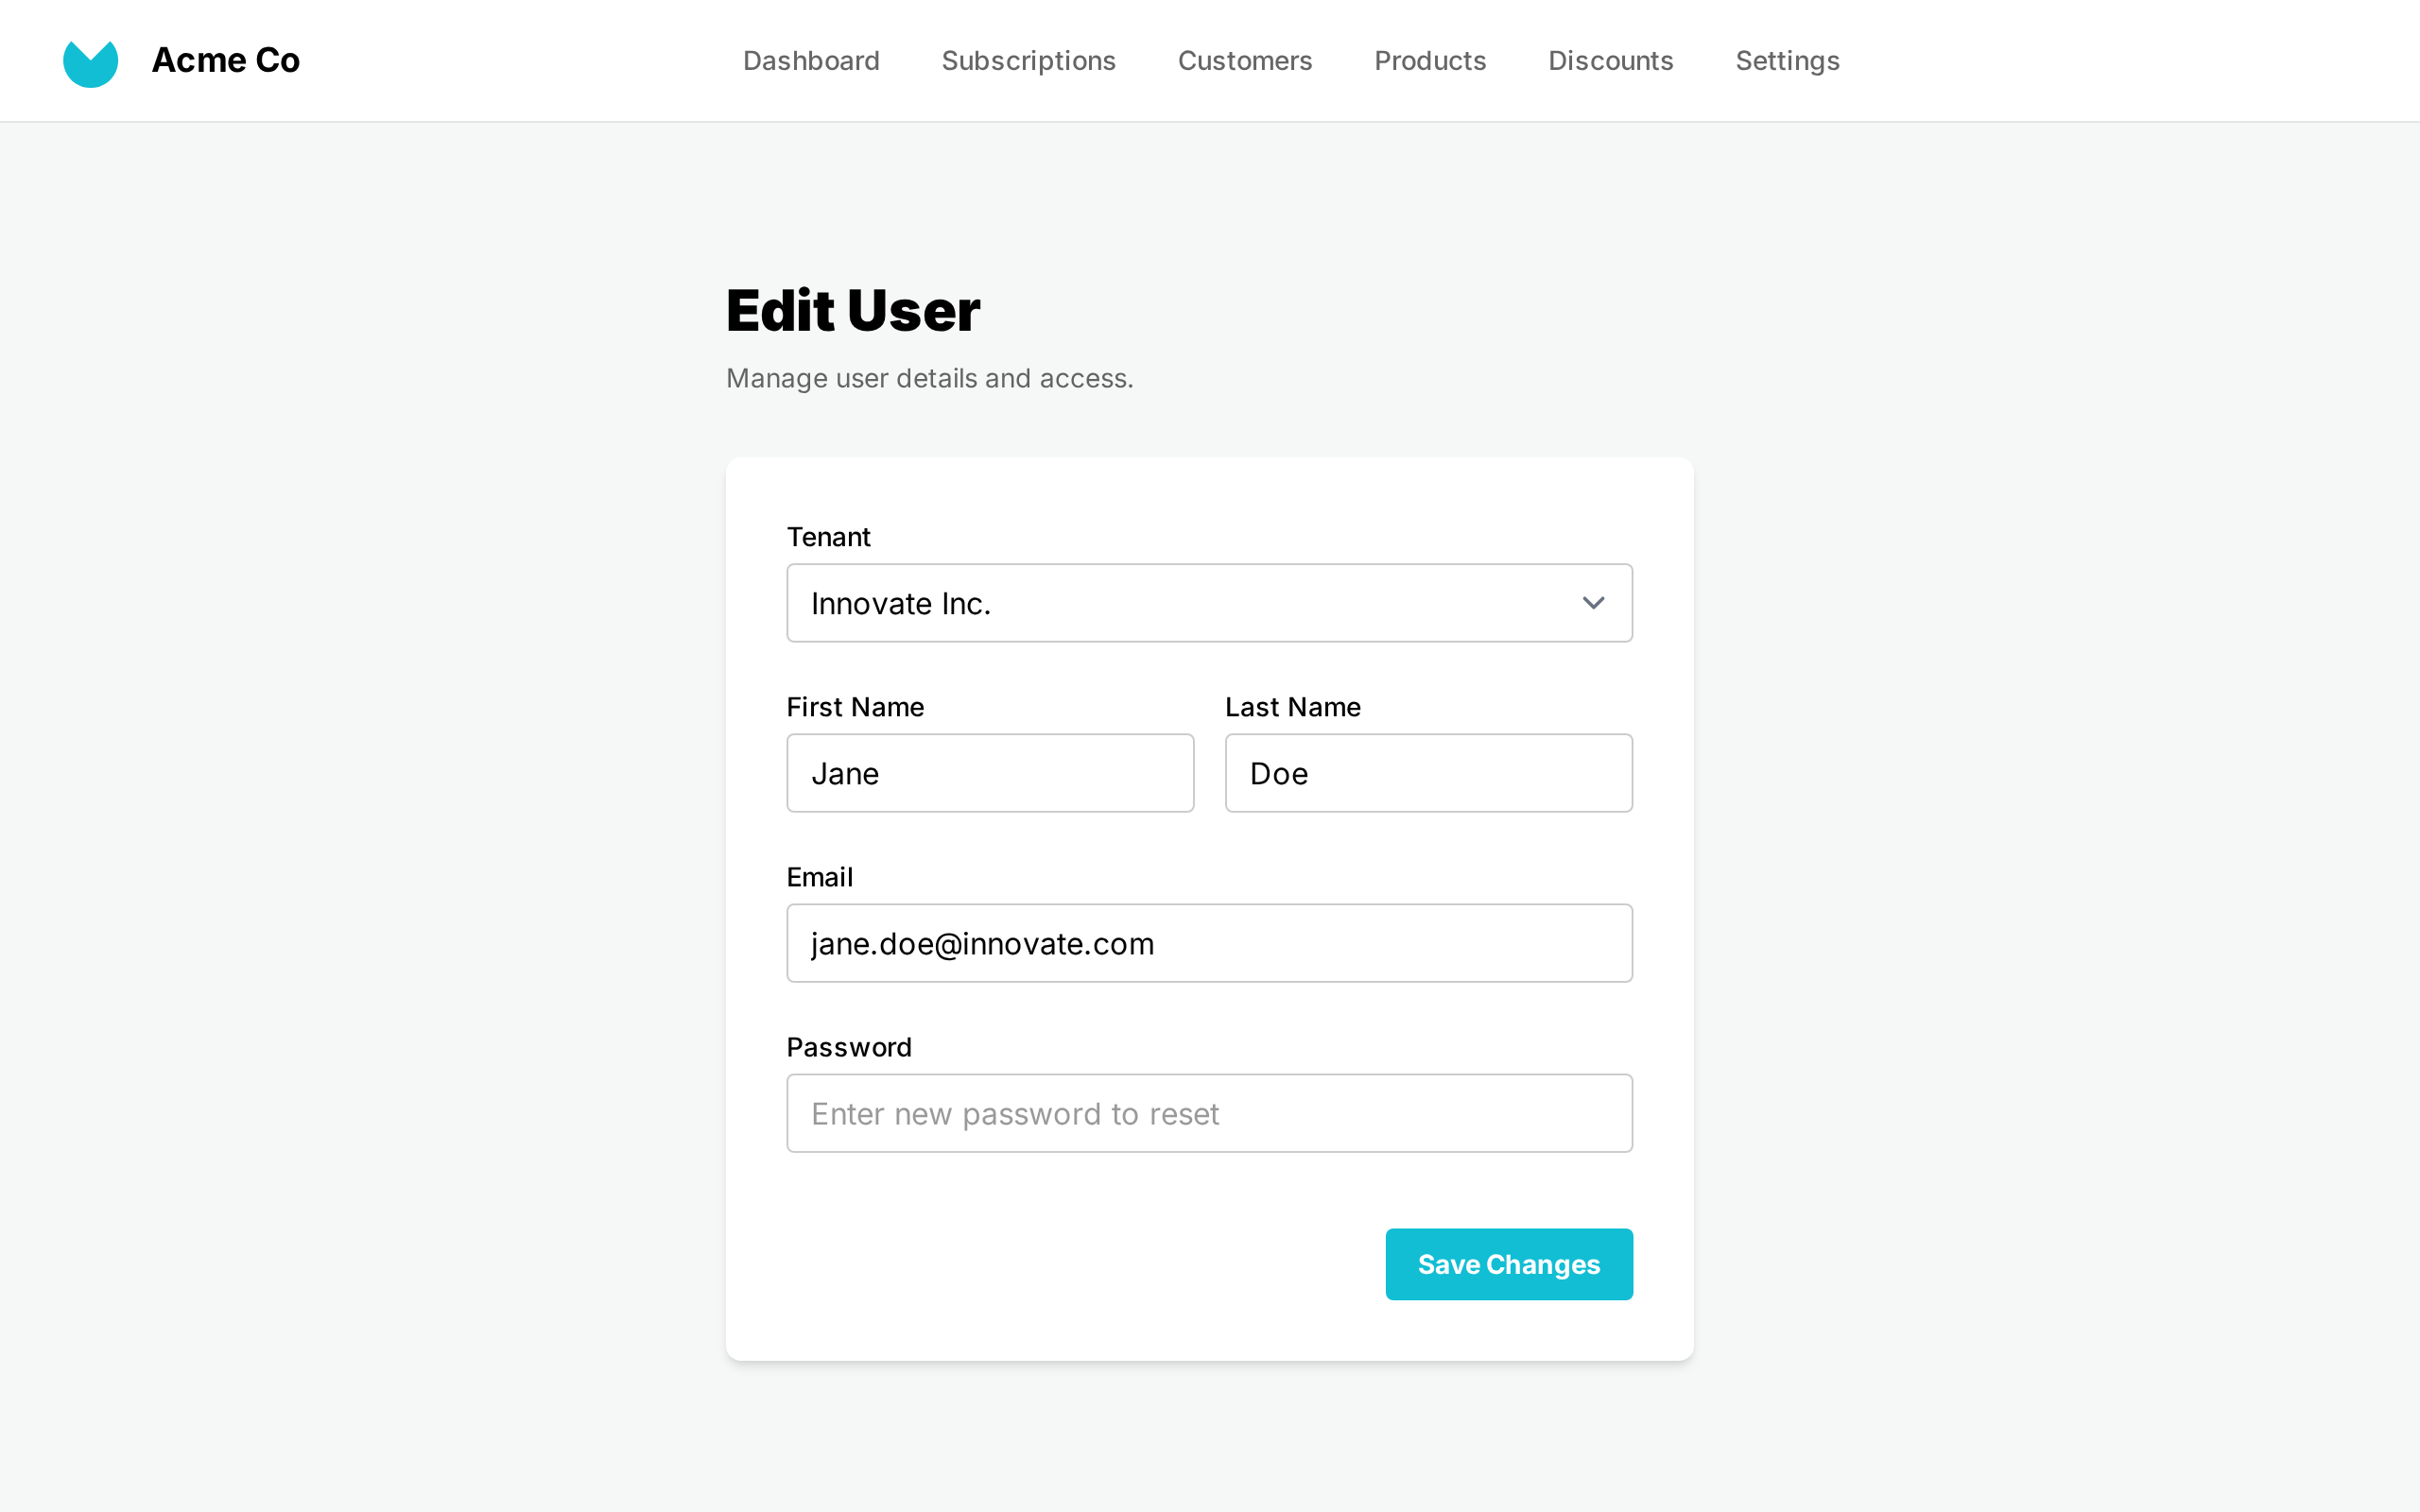 Acme Co
Dashboard Subscriptions Customers Products Discounts Settings
Edit User
Manage user details and access.
Tenant
Innovate Inc.
First Name Last Name
Jane Doe
Email
jane.doe@innovate.com
Password
Enter new password to reset
Save Changes